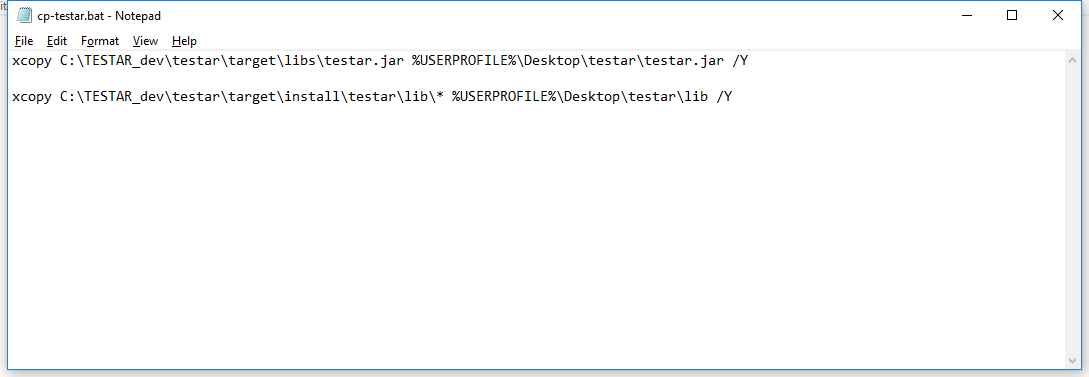 it
cp-testar.bat - Notepad
File Edit Format View Help
xcopy C:\TESTAR_dev\testar\target\libs\testar.jar %USERPROFILE%\Desktop\testar\testar.jar /Y
xcopy C:\TESTAR_dev\testar\target\install\testar\lib\* %USERPROFILE%\Desktop\testar\lib /Y